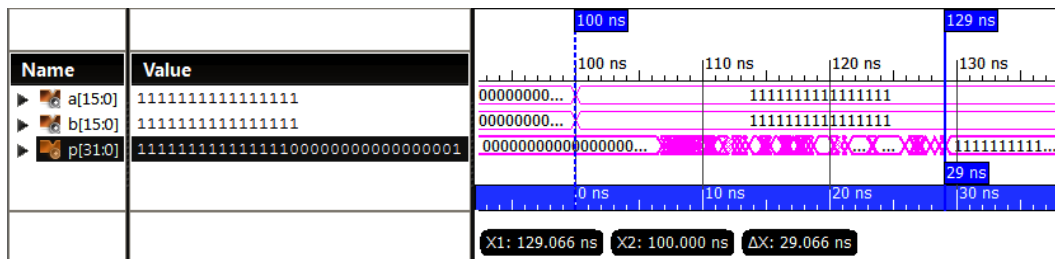 100 ns
129 ns
Name
Value
100 ns
110 ns
120 ns
130 ns
a[15:0]
1111111111111111
00000000...
1111111111111111
b[15:0]
1111111111111111
00000000...
1111111111111111
p[31:0]
11111111111111100000000000000001
00000000000000000...
...
...
1111111111...
29 ns
0 ns
10 ns
20 ns
30 ns
X1: 129.066 ns
X2: 100.000 ns
ΔX: 29.066 ns